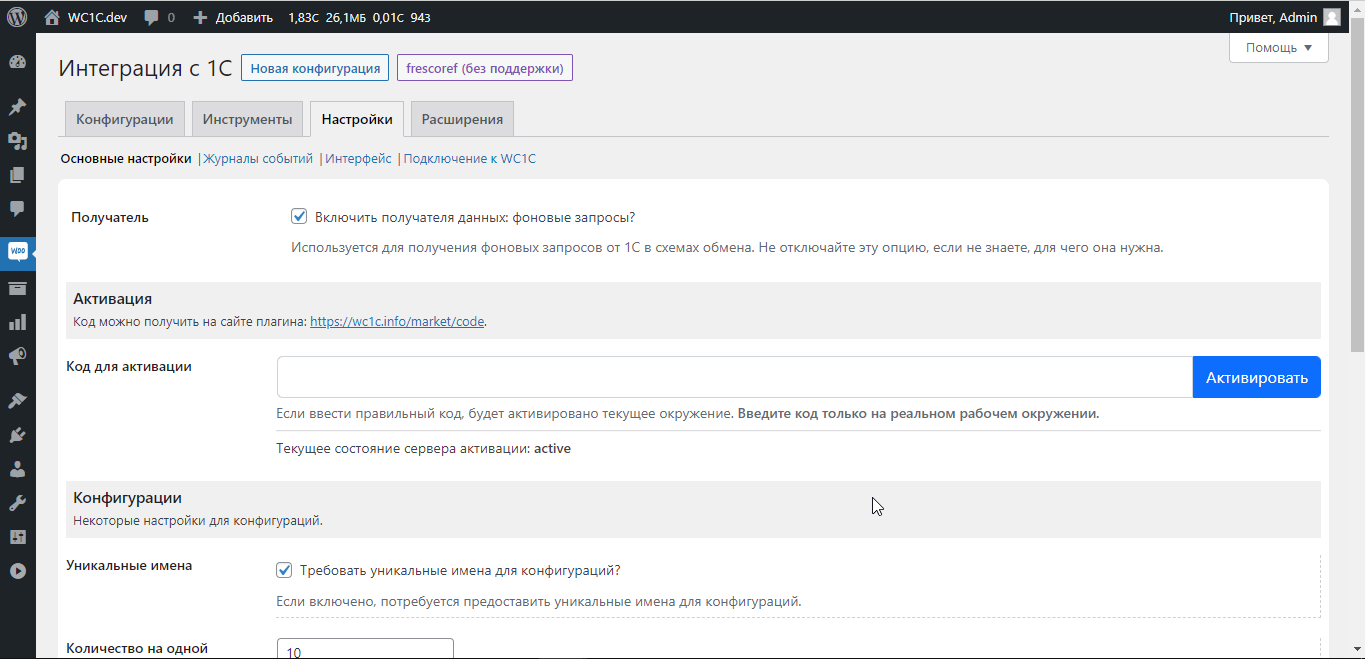 WC1C.dev 0 Добавить 1,83С 26,1МБ 0,01С 943 Привет, Admin
Помощь
Интеграция с 1С Новая конфигурация frescoref (без поддержки)
Конфигурации Инструменты Настройки Расширения
Основные настройки | Журналы событий | Интерфейс | Подключение к WC1C
Получатель Включить получателя данных: фоновые запросы?
Используется для получения фоновых запросов от 1С в схемах обмена. Не отключайте эту опцию, если не знаете, для чего она нужна.
Активация
Код можно получить на сайте плагина: https://wc1c.info/market/code.
Код для активации Активировать
Если ввести правильный код, будет активировано текущее окружение. Введите код только на реальном рабочем окружении.
Текущее состояние сервера активации: active
Конфигурации
Некоторые настройки для конфигураций.
Уникальные имена Требовать уникальные имена для конфигураций?
Если включено, потребуется предоставить уникальные имена для конфигураций.
Количество на одной 10